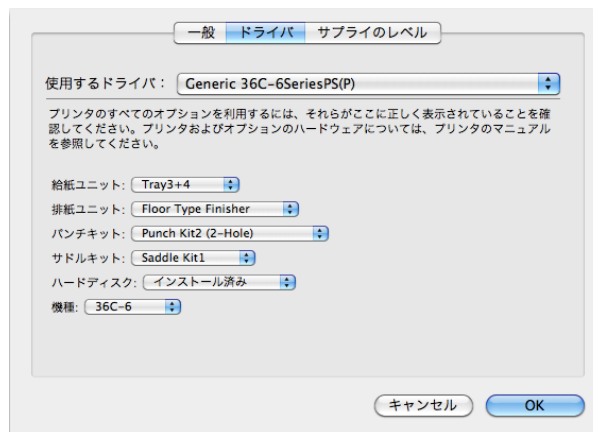 一般 ドライバ サプライのレベル
使用するドライバ： Generic 36C-6SeriesPS(P)
プリンタのすべてのオプションを利用するには、それらがここに正しく表示されていることを確
認してください。プリンタおよびオプションのハードウェアについては、プリンタのマニュアル
を参照してください。
給紙ユニット: Tray3+4
排紙ユニット: Floor Type Finisher
パンチキット: Punch Kit2 (2-Hole)
サドルキット: Saddle Kit1
ハードディスク: インストール済み
機種: 36C-6
キャンセル OK